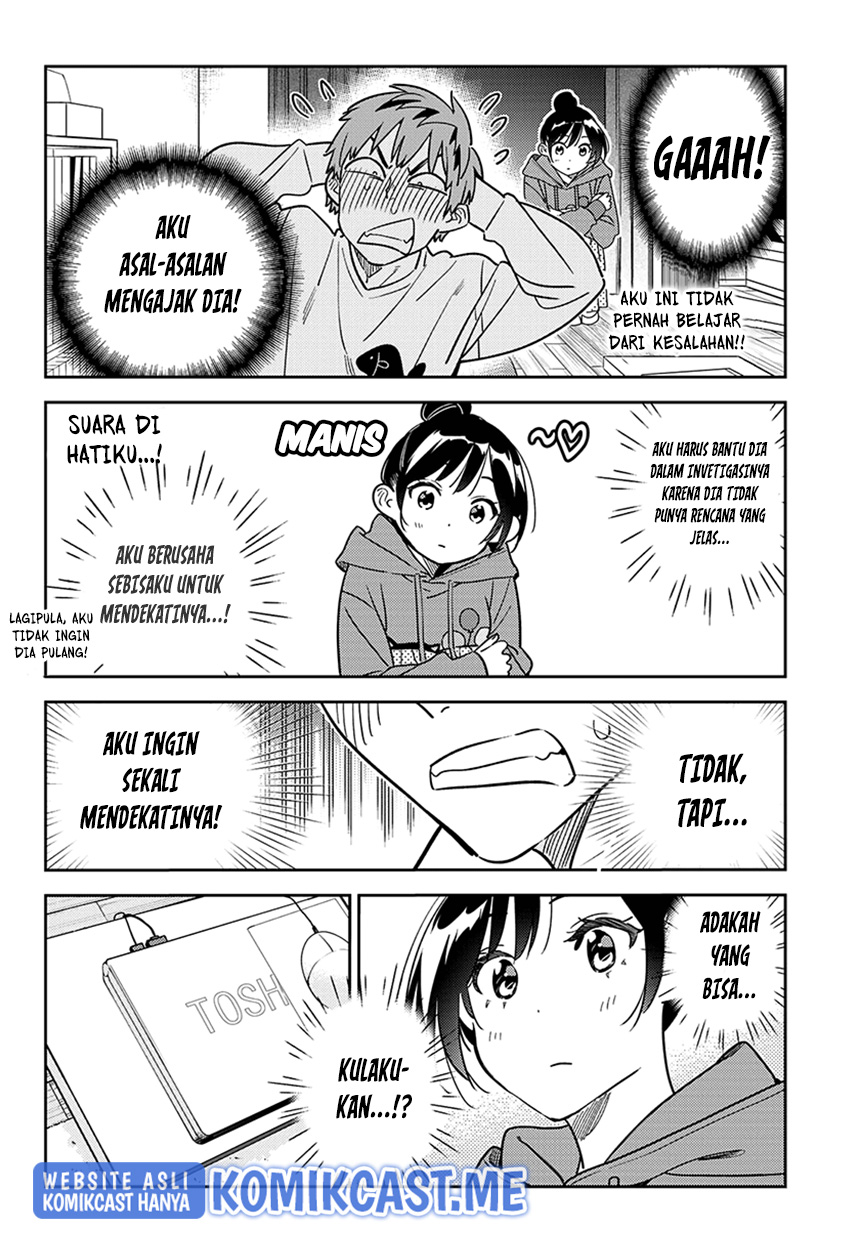 GAAAH!
AKU INI TIDAK
PERNAH BELAJAR
DARI KESALAHAN!!
AKU
ASAL-ASALAN
MENGAJAK DIA!
AKU HARUS BANTU DIA
DALAM INVETIGASINYA
KARENA DIA TIDAK
PUNYA RENCANA YANG
JELAS...
MANIS
~♡
SUARA DI
HATIKU...!
AKU BERUSAHA
SEBISAKU UNTUK
MENDEKATINYA...!
LAGIPULA, AKU
TIDAK INGIN
DIA PULANG!
TIDAK,
TAPI...
AKU INGIN
SEKALI
MENDEKATINYA!
ADAKAH
YANG
BISA...
KULAKU-
KAN...!?
TOSH
WEBSITE ASLI
KOMIKCAST HANYA
KOMIKCAST.ME